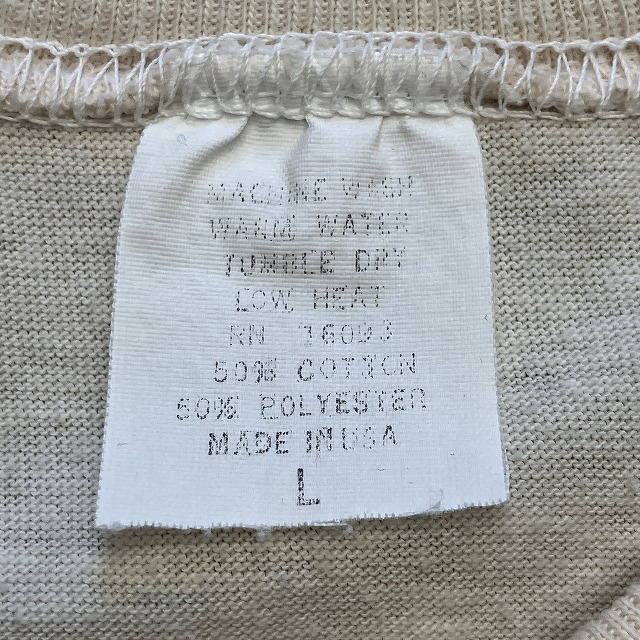 MACHINE WASH
WARM WATER
TUMBLE DRY
LOW HEAT
RN 16093
50% COTTON
50% POLYESTER
MADE IN USA
L